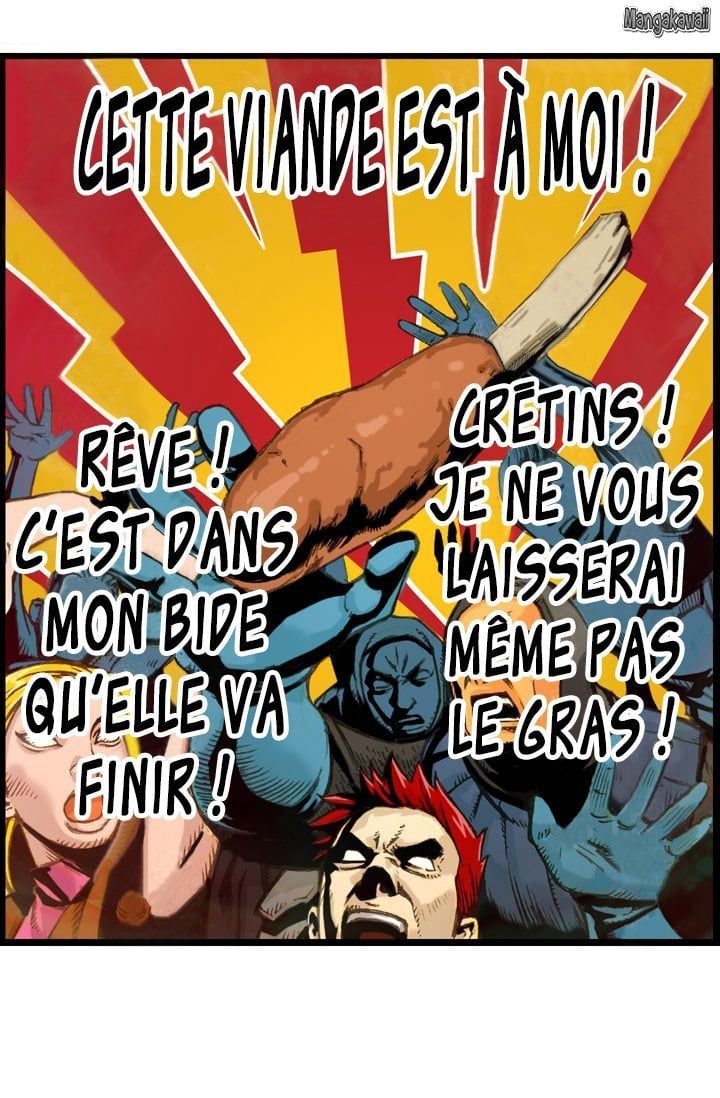 Mangakawaii
CETTE VIANDE EST À MOI !
RÊVE !
C'EST DANS
MON BIDE
QU'ELLE VA
FINIR !
CRÉTINS !
JE NE VOUS
LAISSERAI
MÊME PAS
LE GRAS !